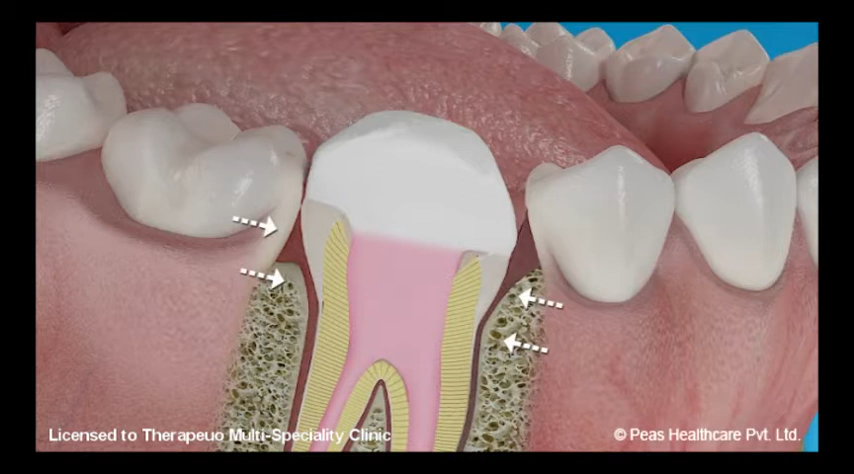 Licensed to Therapeuo Multi-Speciality Clinic
© Peas Healthcare Pvt. Ltd.